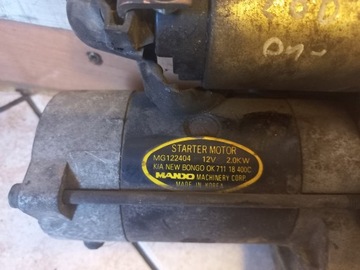 on-
STARTER MOTOR
MG122404 12V 2.0KW
KIA NEW BONGO OK 711 18 400C
MANDO MACHINERY CORP.
MADE IN KOREA